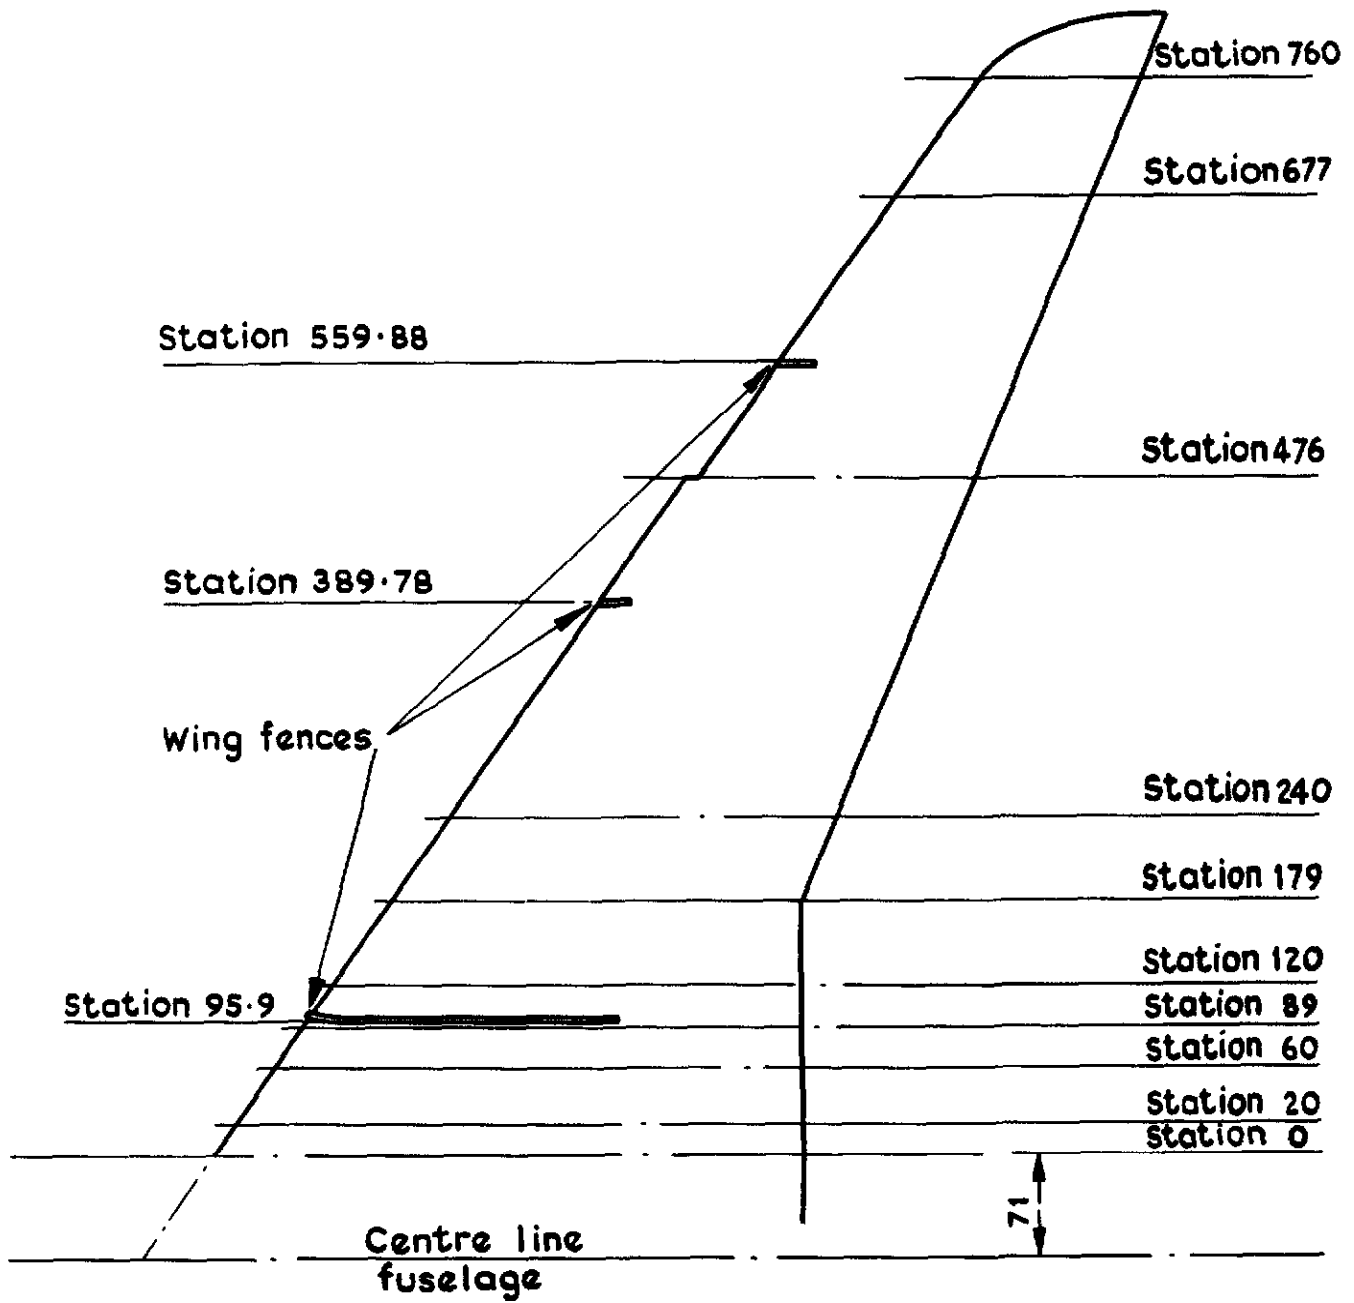 Station 760
Station 677
Station 559·88
Station 476
Station 389·78
Wing fences
Station 240
Station 179
Station 120
Station 95·9
Station 89
Station 60
Station 20
Station 0
71
Centre line
fuselage